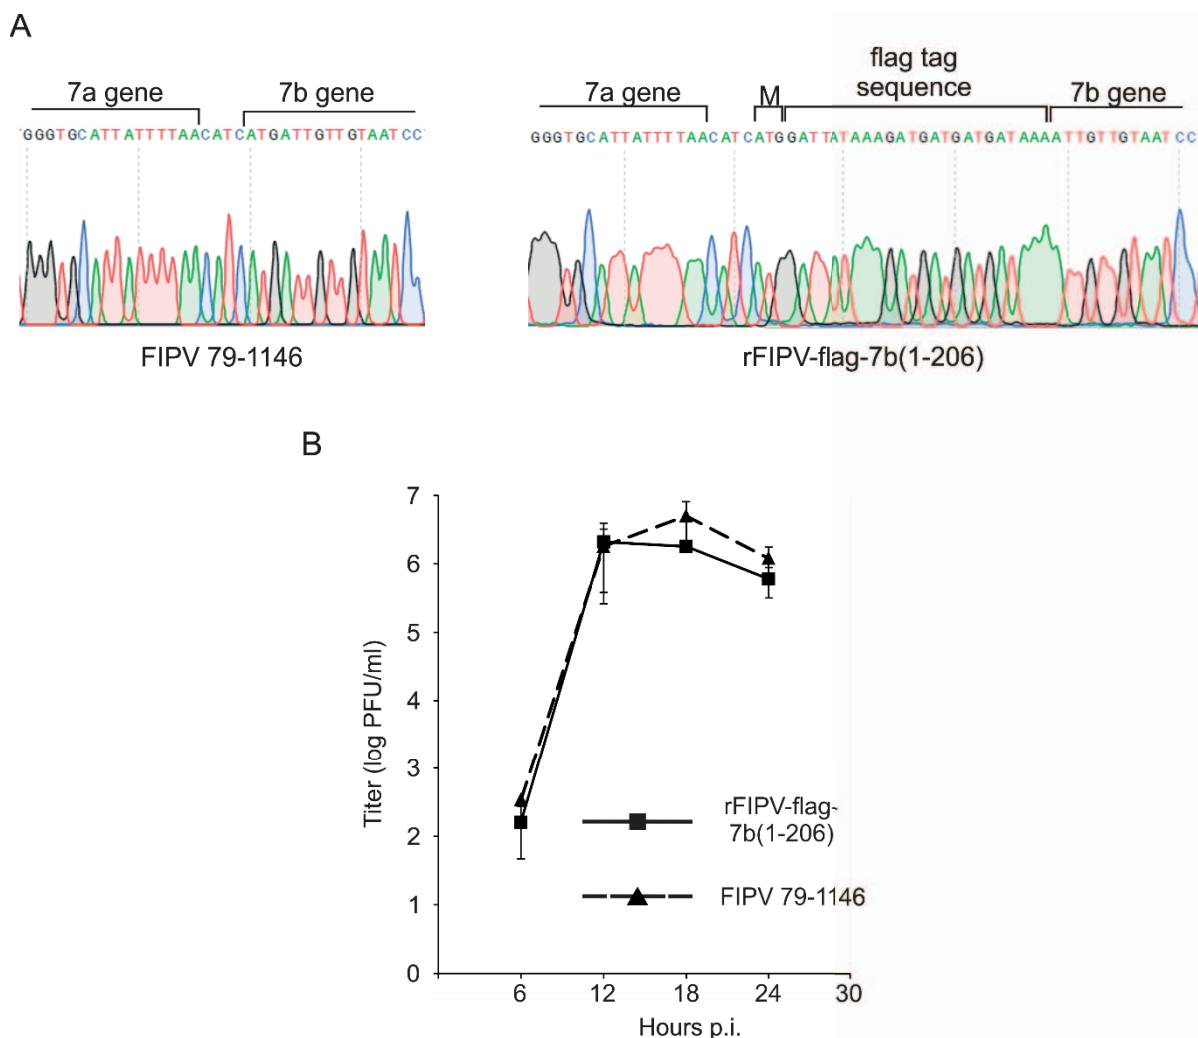 A
7a gene
7b gene
GGGTGCATTATTTTAACATCATGATTGTTGTAATCC
FIPV 79-1146
7a gene
M
flag tag
sequence
7b gene
GGGTGCATTATTTTAACATCATGGATTATAAAGATGATGATGATAAAATTGTTGTAATCC
rFIPV-flag-7b(1-206)
B
Titer (log PFU/ml)
7
6
5
4
3
2
1
0
6
12
18
24
30
Hours p.i.
rFIPV-flag-
7b(1-206)
FIPV 79-1146